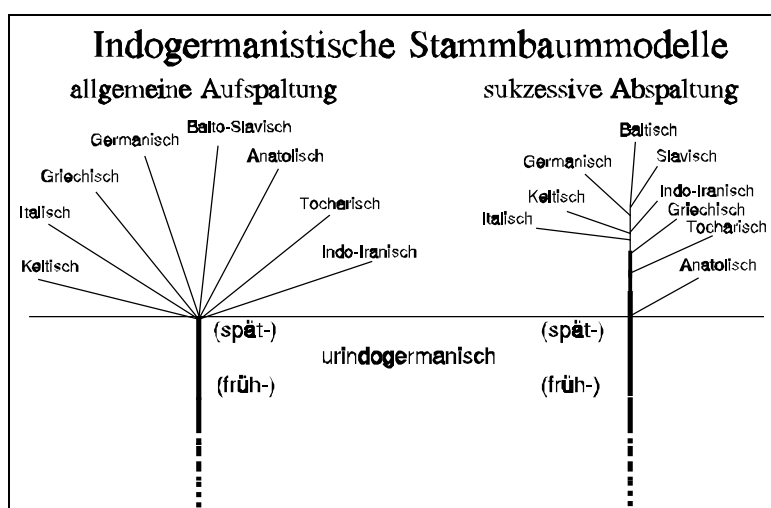 Indogermanistische Stammbaummodelle
allgemeine Aufspaltung
Germanisch
Balto-Slavisch
Anatolisch
Griechisch
Tocharisch
Italisch
Indo-Iranisch
Keltisch
(spät-)
urindogermanisch
(früh-)
sukzessive Abspaltung
Baltisch
Germanisch
Slavisch
Keltisch
Indo-Iranisch
Griechisch
Italisch
Tocharisch
Anatolisch
(spät-)
(früh-)